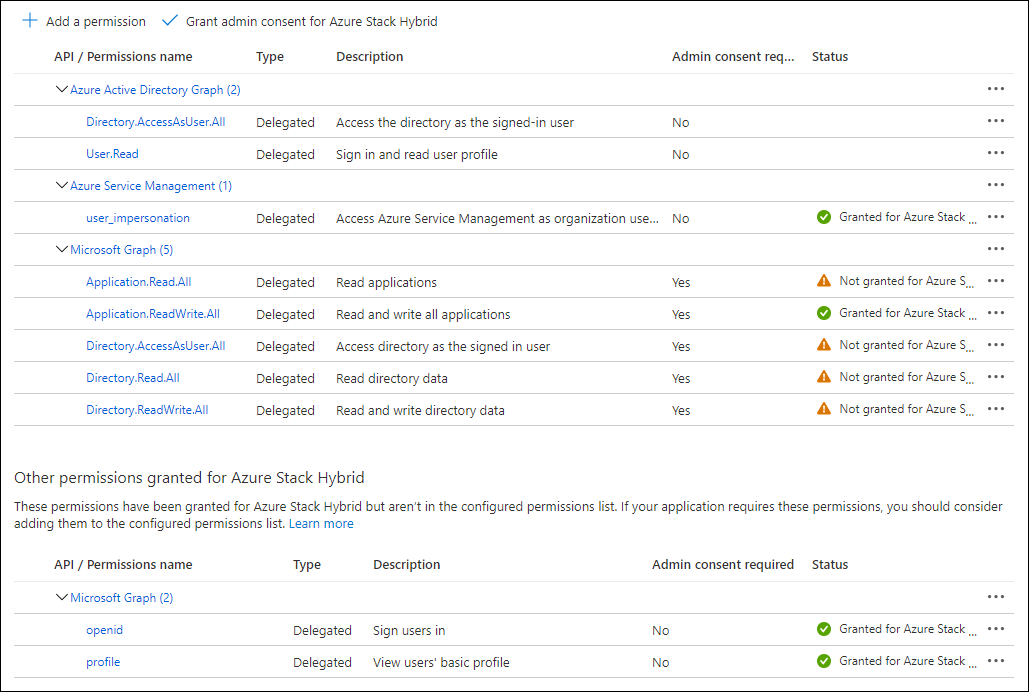 Add a permission Grant admin consent for Azure Stack Hybrid
API / Permissions name Type Description Admin consent req... Status
Azure Active Directory Graph (2) ...
Directory.AccessAsUser.All Delegated Access the directory as the signed-in user No ...
User.Read Delegated Sign in and read user profile No ...
Azure Service Management (1) ...
user_impersonation Delegated Access Azure Service Management as organization use... No Granted for Azure Stack ... ...
Microsoft Graph (5) ...
Application.Read.All Delegated Read applications Yes Not granted for Azure S... ...
Application.ReadWrite.All Delegated Read and write all applications Yes Granted for Azure Stack ... ...
Directory.AccessAsUser.All Delegated Access directory as the signed in user Yes Not granted for Azure S... ...
Directory.Read.All Delegated Read directory data Yes Not granted for Azure S... ...
Directory.ReadWrite.All Delegated Read and write directory data Yes Not granted for Azure S... ...
Other permissions granted for Azure Stack Hybrid
These permissions have been granted for Azure Stack Hybrid but aren't in the configured permissions list. If your application requires these permissions, you should consider
adding them to the configured permissions list. Learn more
API / Permissions name Type Description Admin consent required Status
Microsoft Graph (2) ...
openid Delegated Sign users in No Granted for Azure Stack ... ...
profile Delegated View users' basic profile No Granted for Azure Stack ... ...